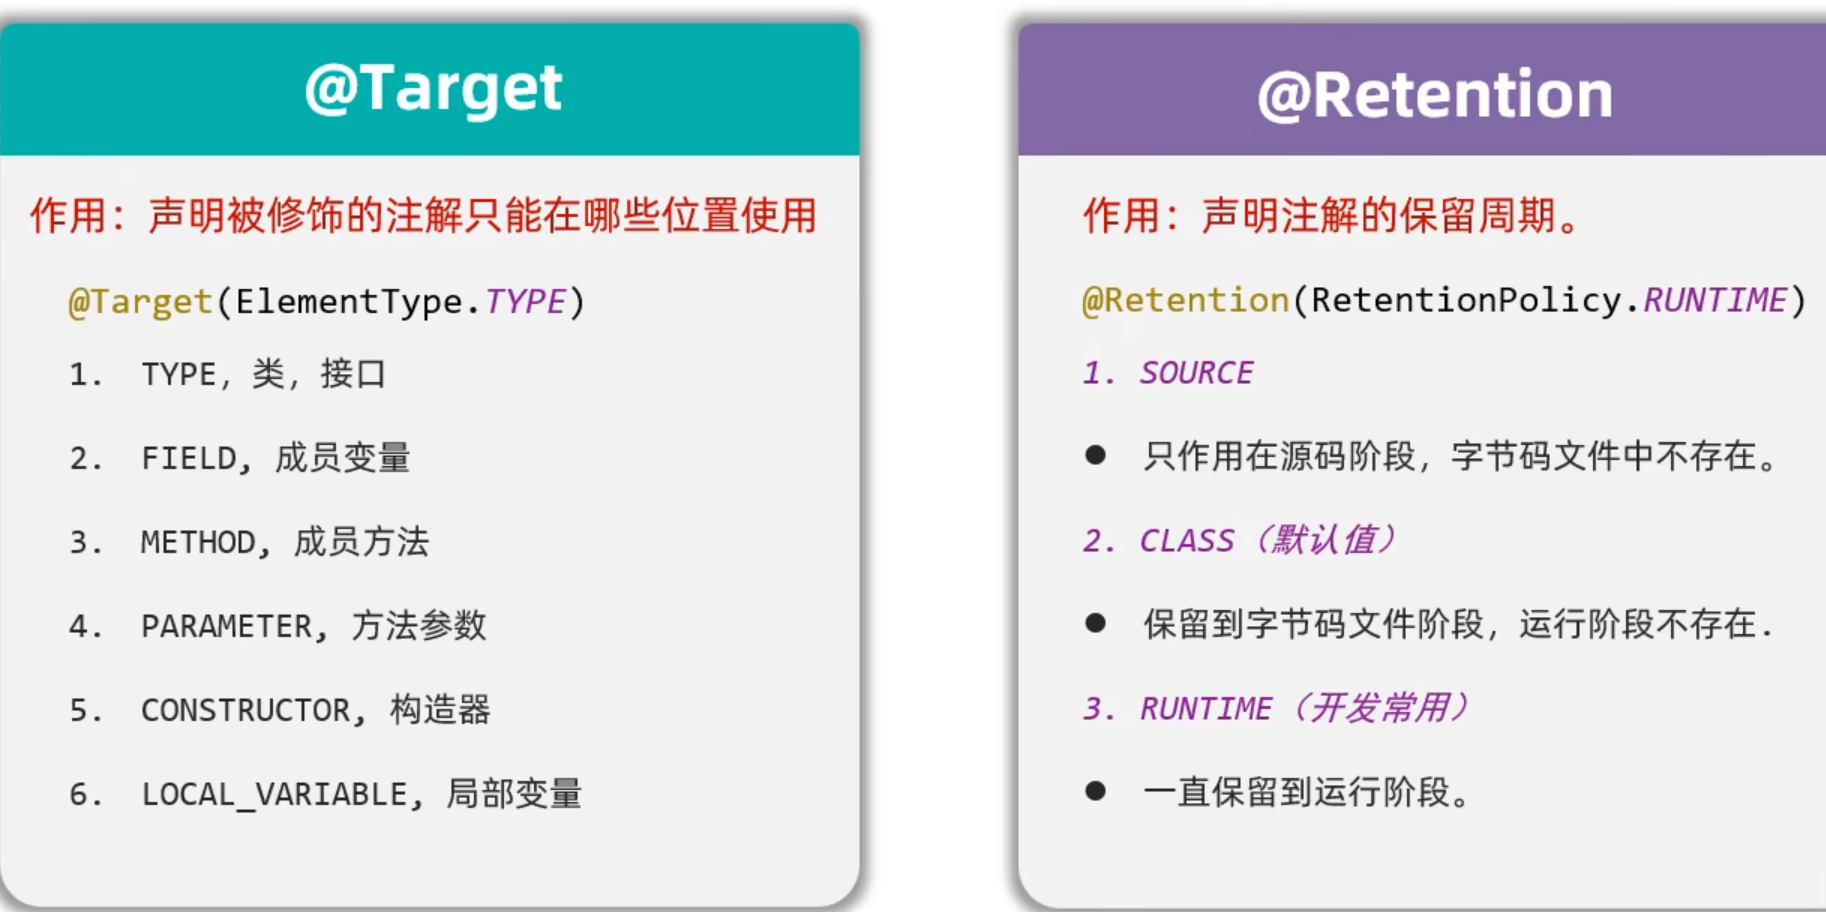 @Target
作用：声明被修饰的注解只能在哪些位置使用
@Target(ElementType.TYPE)
1. TYPE，类，接口
2. FIELD, 成员变量
3. METHOD, 成员方法
4. PARAMETER, 方法参数
5. CONSTRUCTOR, 构造器
6. LOCAL_VARIABLE, 局部变量
@Retention
作用：声明注解的保留周期。
@Retention(RetentionPolicy.RUNTIME)
1. SOURCE
● 只作用在源码阶段，字节码文件中不存在。
2. CLASS（默认值）
● 保留到字节码文件阶段，运行阶段不存在.
3. RUNTIME（开发常用）
● 一直保留到运行阶段。